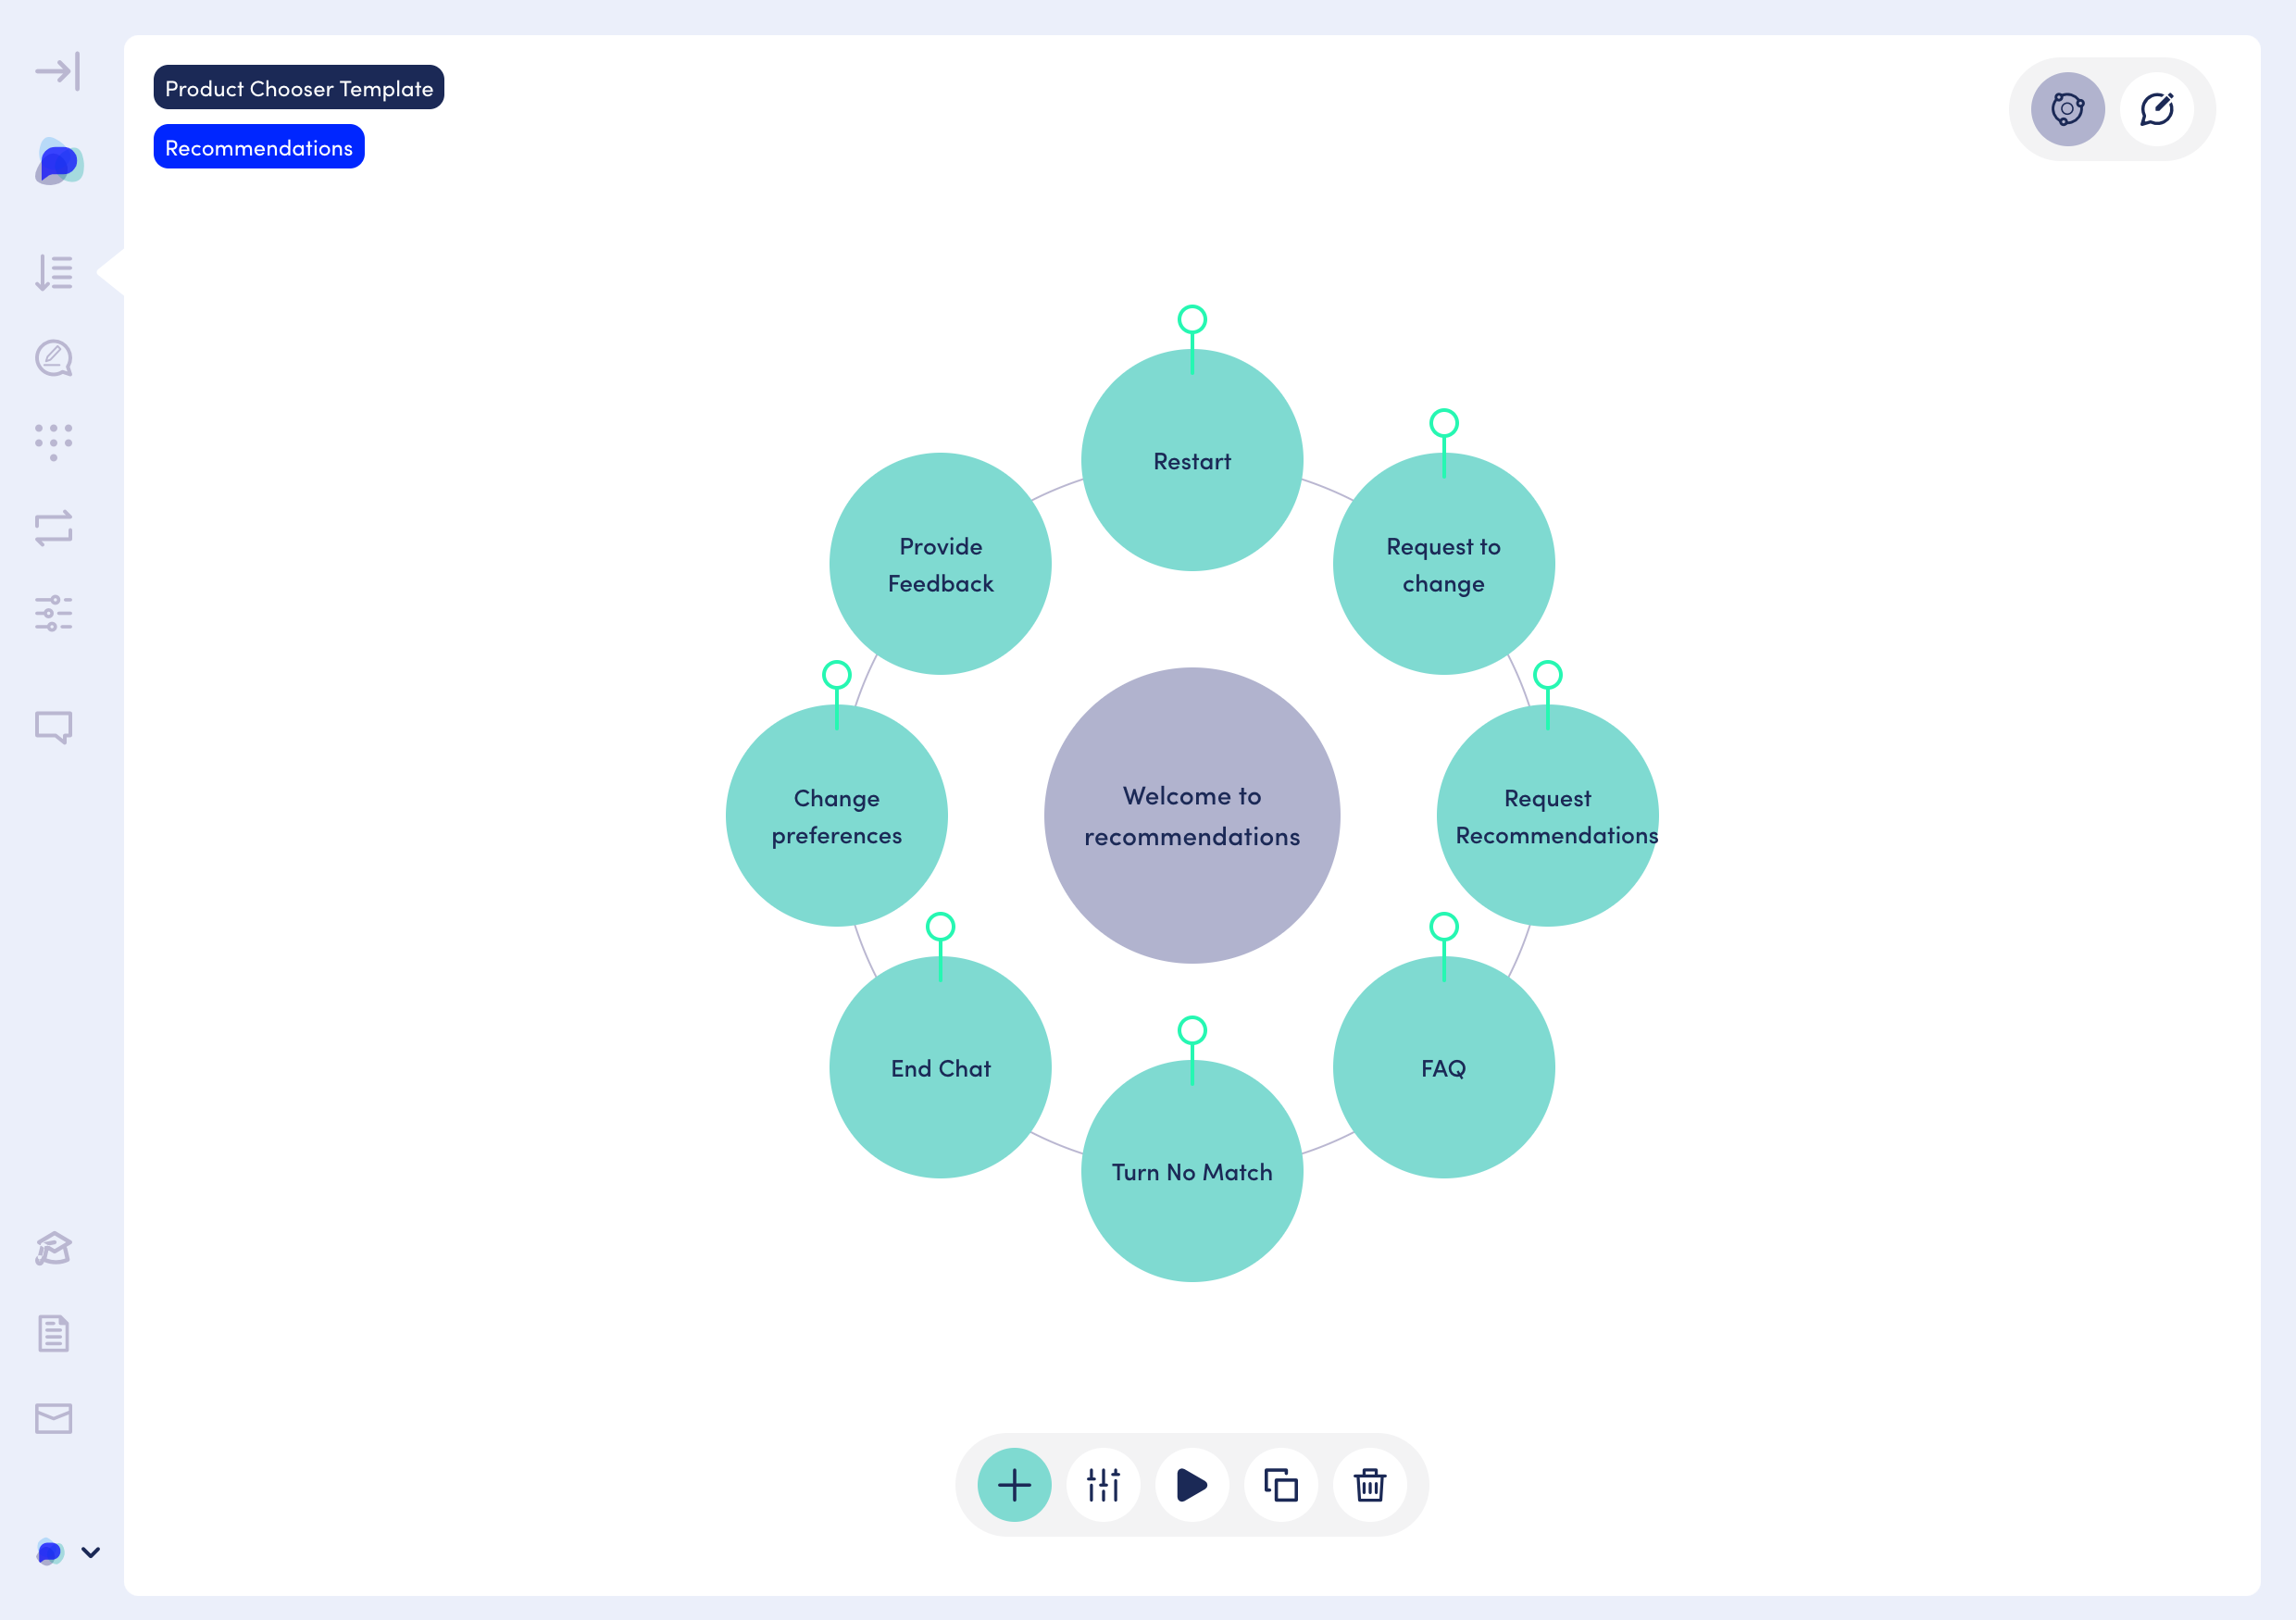 Product Chooser Template
Recommendations
Restart
Provide
Feedback
Request to
change
Change
preferences
Welcome to
recommendations
Request
Recommendations
End Chat
FAQ
Turn No Match